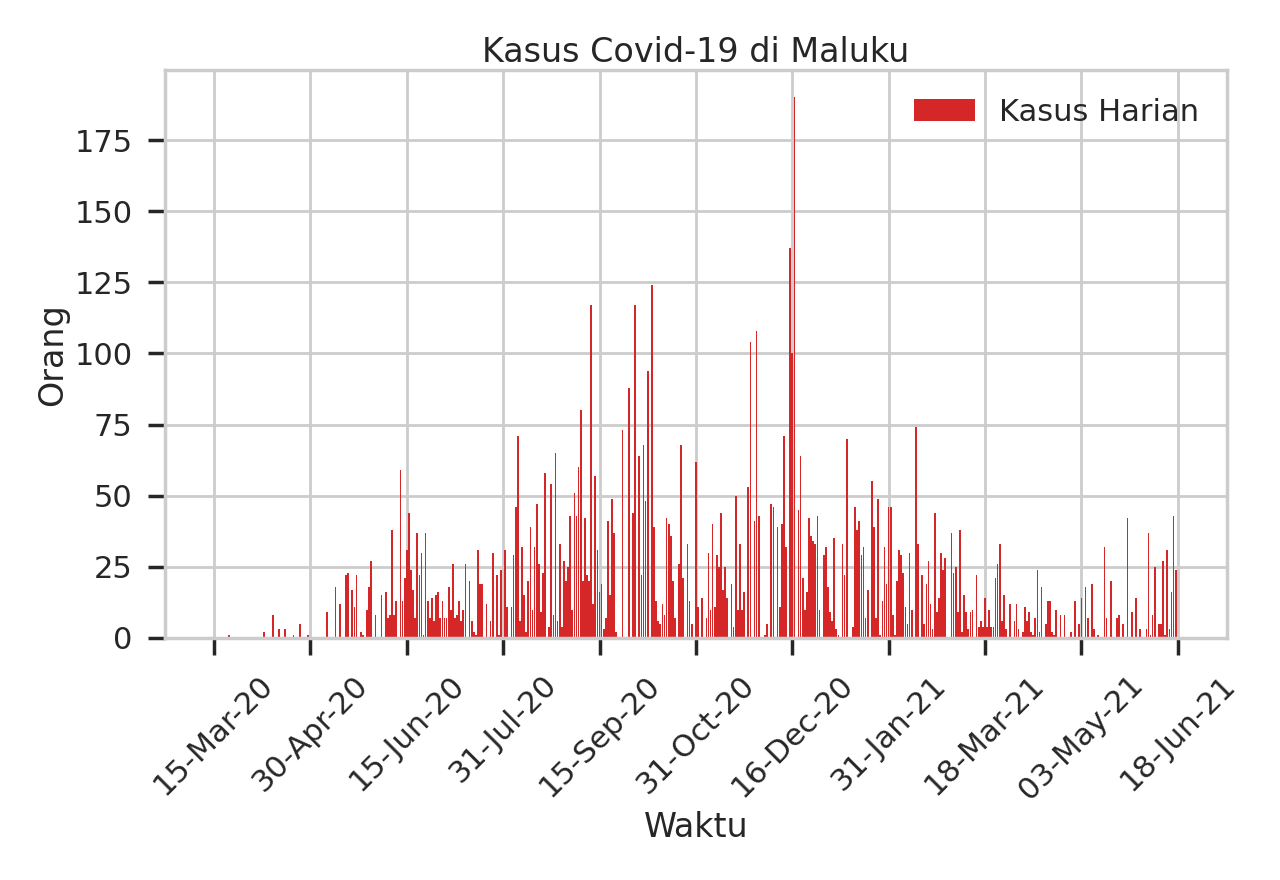 Kasus Covid-19 di Maluku
Kasus Harian
Orang
175
150
125
100
75
50
25
0
15-Mar-20
30-Apr-20
15-Jun-20
31-Jul-20
15-Sep-20
31-Oct-20
16-Dec-20
31-Jan-21
18-Mar-21
03-May-21
18-Jun-21
Waktu